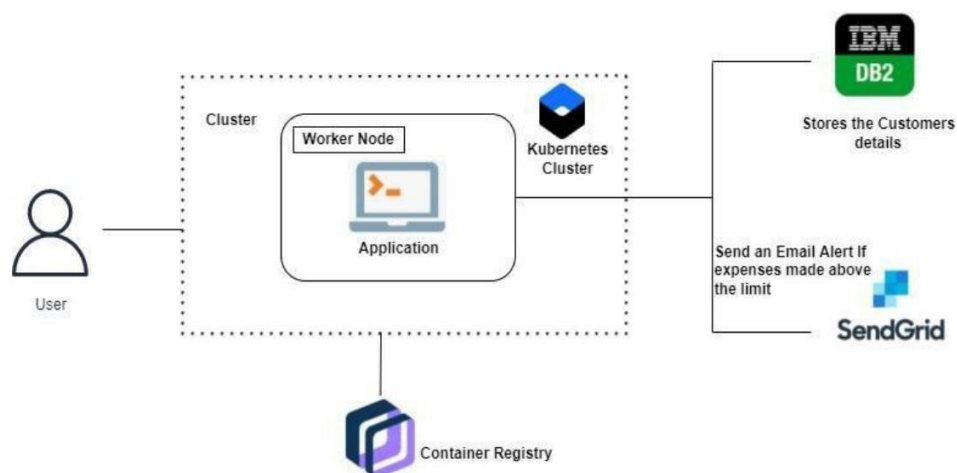 IBM
DB2
Stores the Customers
details
Cluster
Worker Node
Kubernetes
Cluster
Application
User
Send an Email Alert If
expenses made above
the limit
SendGrid
Container Registry